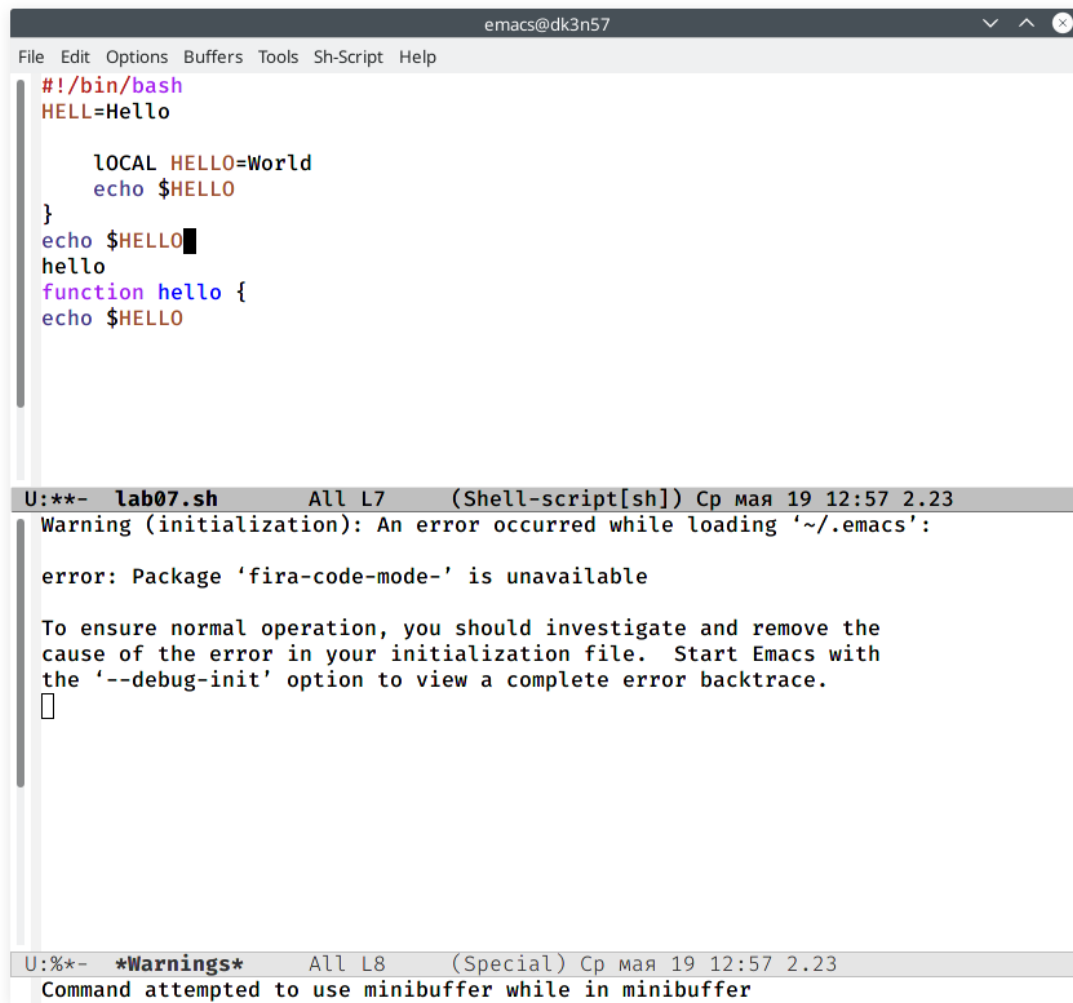 emacs@dk3n57
File Edit Options Buffers Tools Sh-Script Help
#!/bin/bash
HELL=Hello
lOCAL HELLO=World
echo $HELLO
}
echo $HELLO
hello
function hello {
echo $HELLO
U:**- lab07.sh All L7 (Shell-script[sh]) Ср мая 19 12:57 2.23
Warning (initialization): An error occurred while loading ‘~/.emacs’:
error: Package ‘fira-code-mode-’ is unavailable
To ensure normal operation, you should investigate and remove the
cause of the error in your initialization file. Start Emacs with
the ‘--debug-init’ option to view a complete error backtrace.
U:%*- *Warnings* All L8 (Special) Ср мая 19 12:57 2.23
Command attempted to use minibuffer while in minibuffer